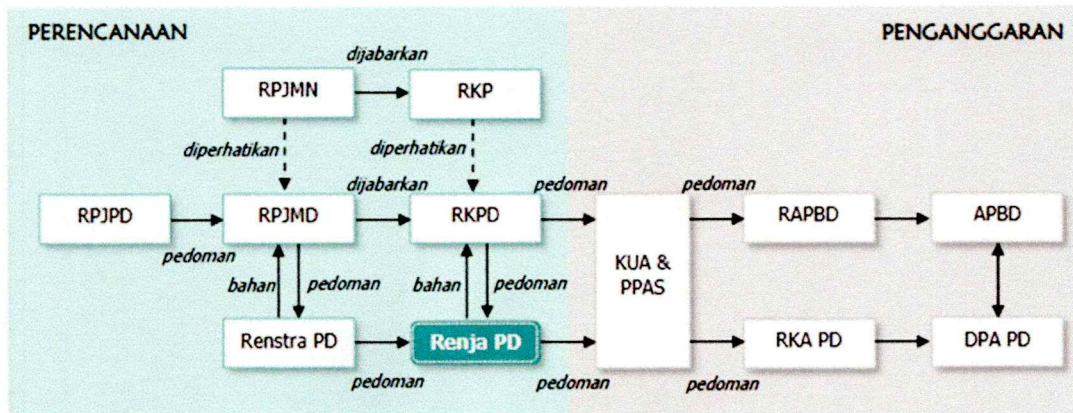 PERENCANAAN
PENGANGGARAN
dijabarkan
RPJMN
RKP
diperhatikan
diperhatikan
dijabarkan
pedoman
pedoman
RPJPD
RPJMD
RKPD
RAPBD
APBD
pedoman
KUA &
PPAS
bahan
pedoman
bahan
pedoman
Renstra PD
Renja PD
RKA PD
DPA PD
pedoman
pedoman
pedoman